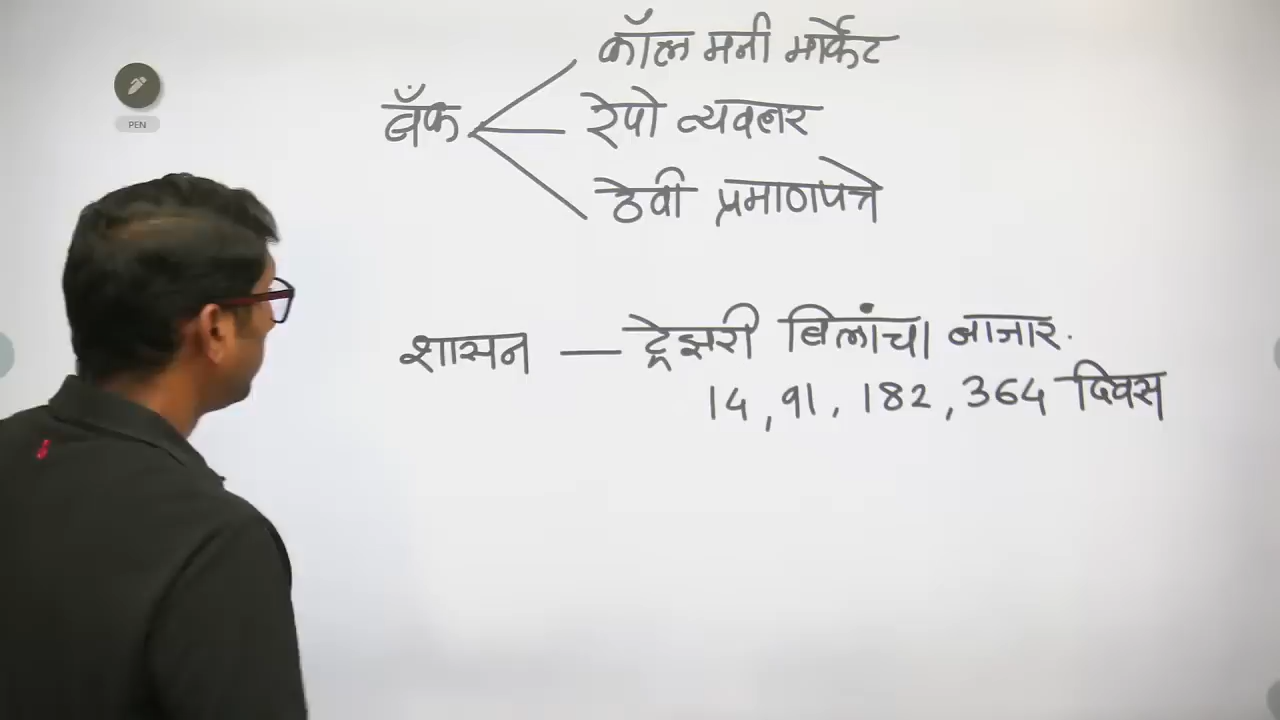 कॉल मनी मार्केट
PEN
बँक
रेपो व्यवहार
ठेवी प्रमाणपत्रे
शासन — ट्रेझरी बिलांचा बाजार.
14, 91, 182, 364 दिवस